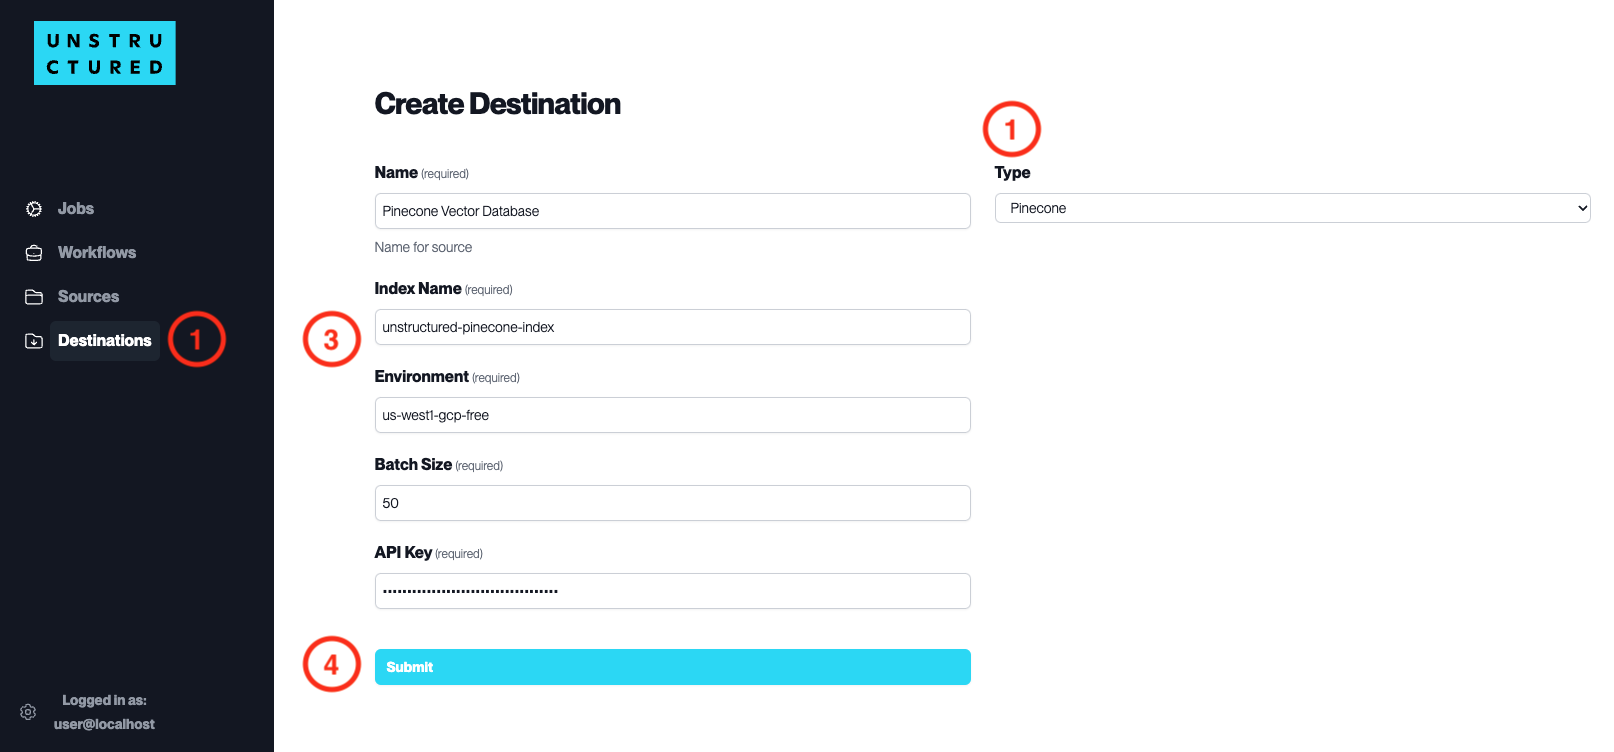 UNSTRU
CTURED
Jobs
Workflows
Sources
Destinations
1
Logged in as:
user@localhost
Create Destination
1
Name (required)
Pinecone Vector Database
Name for source
Type
Pinecone
Index Name (required)
3
unstructured-pinecone-index
Environment (required)
us-west1-gcp-free
Batch Size (required)
50
API Key (required)
4
Submit